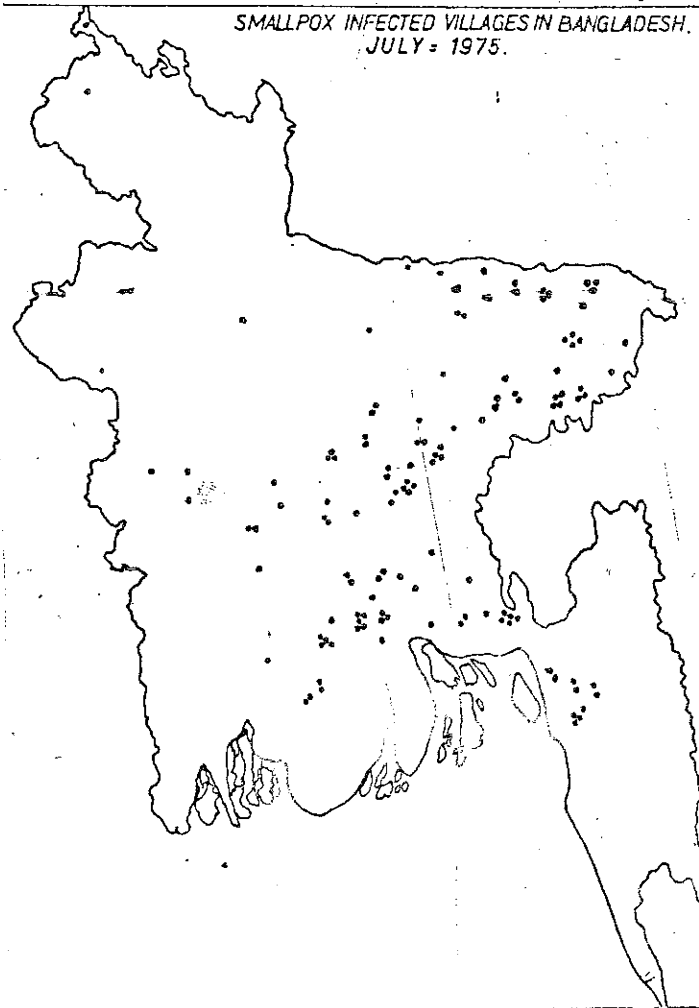 SMALLPOX INFECTED VILLAGES IN BANGLADESH.
JULY = 1975.